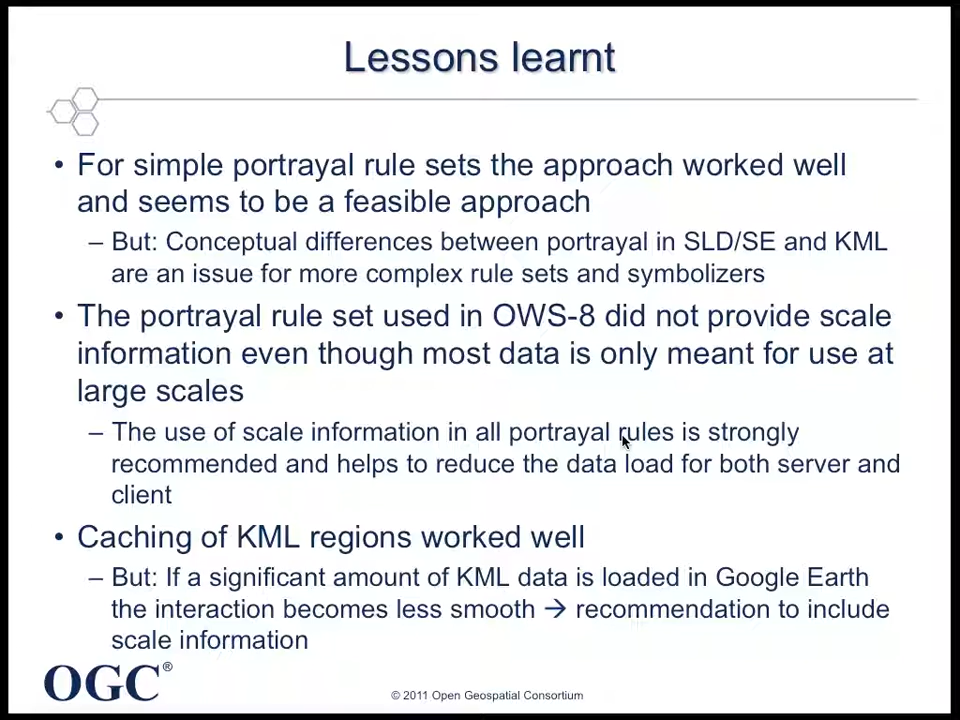 Lessons learnt
• For simple portrayal rule sets the approach worked well
and seems to be a feasible approach
– But: Conceptual differences between portrayal in SLD/SE and KML
are an issue for more complex rule sets and symbolizers
• The portrayal rule set used in OWS-8 did not provide scale
information even though most data is only meant for use at
large scales
– The use of scale information in all portrayal rules is strongly
recommended and helps to reduce the data load for both server and
client
• Caching of KML regions worked well
– But: If a significant amount of KML data is loaded in Google Earth
the interaction becomes less smooth → recommendation to include
scale information
OGC®
© 2011 Open Geospatial Consortium